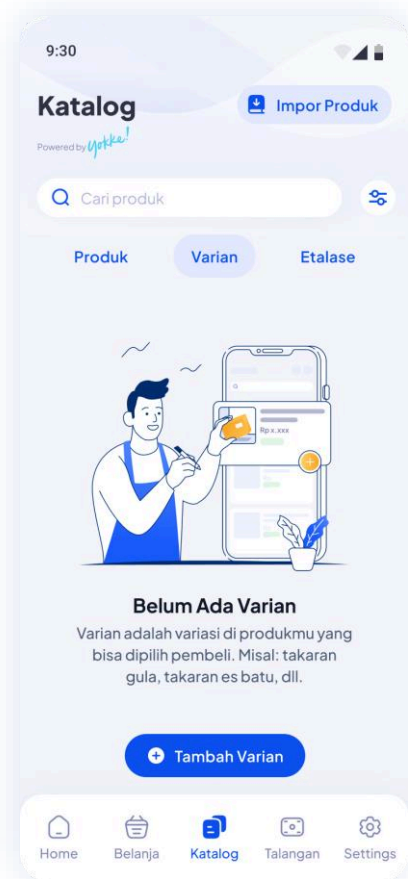 9:30
Katalog
Impor Produk
Powered by yokke!
Cari produk
Produk Varian Etalase
Rp x.xxx
Belum Ada Varian
Varian adalah variasi di produkmu yang
bisa dipilih pembeli. Misal: takaran
gula, takaran es batu, dll.
Tambah Varian
Home Belanja Katalog Talangan Settings